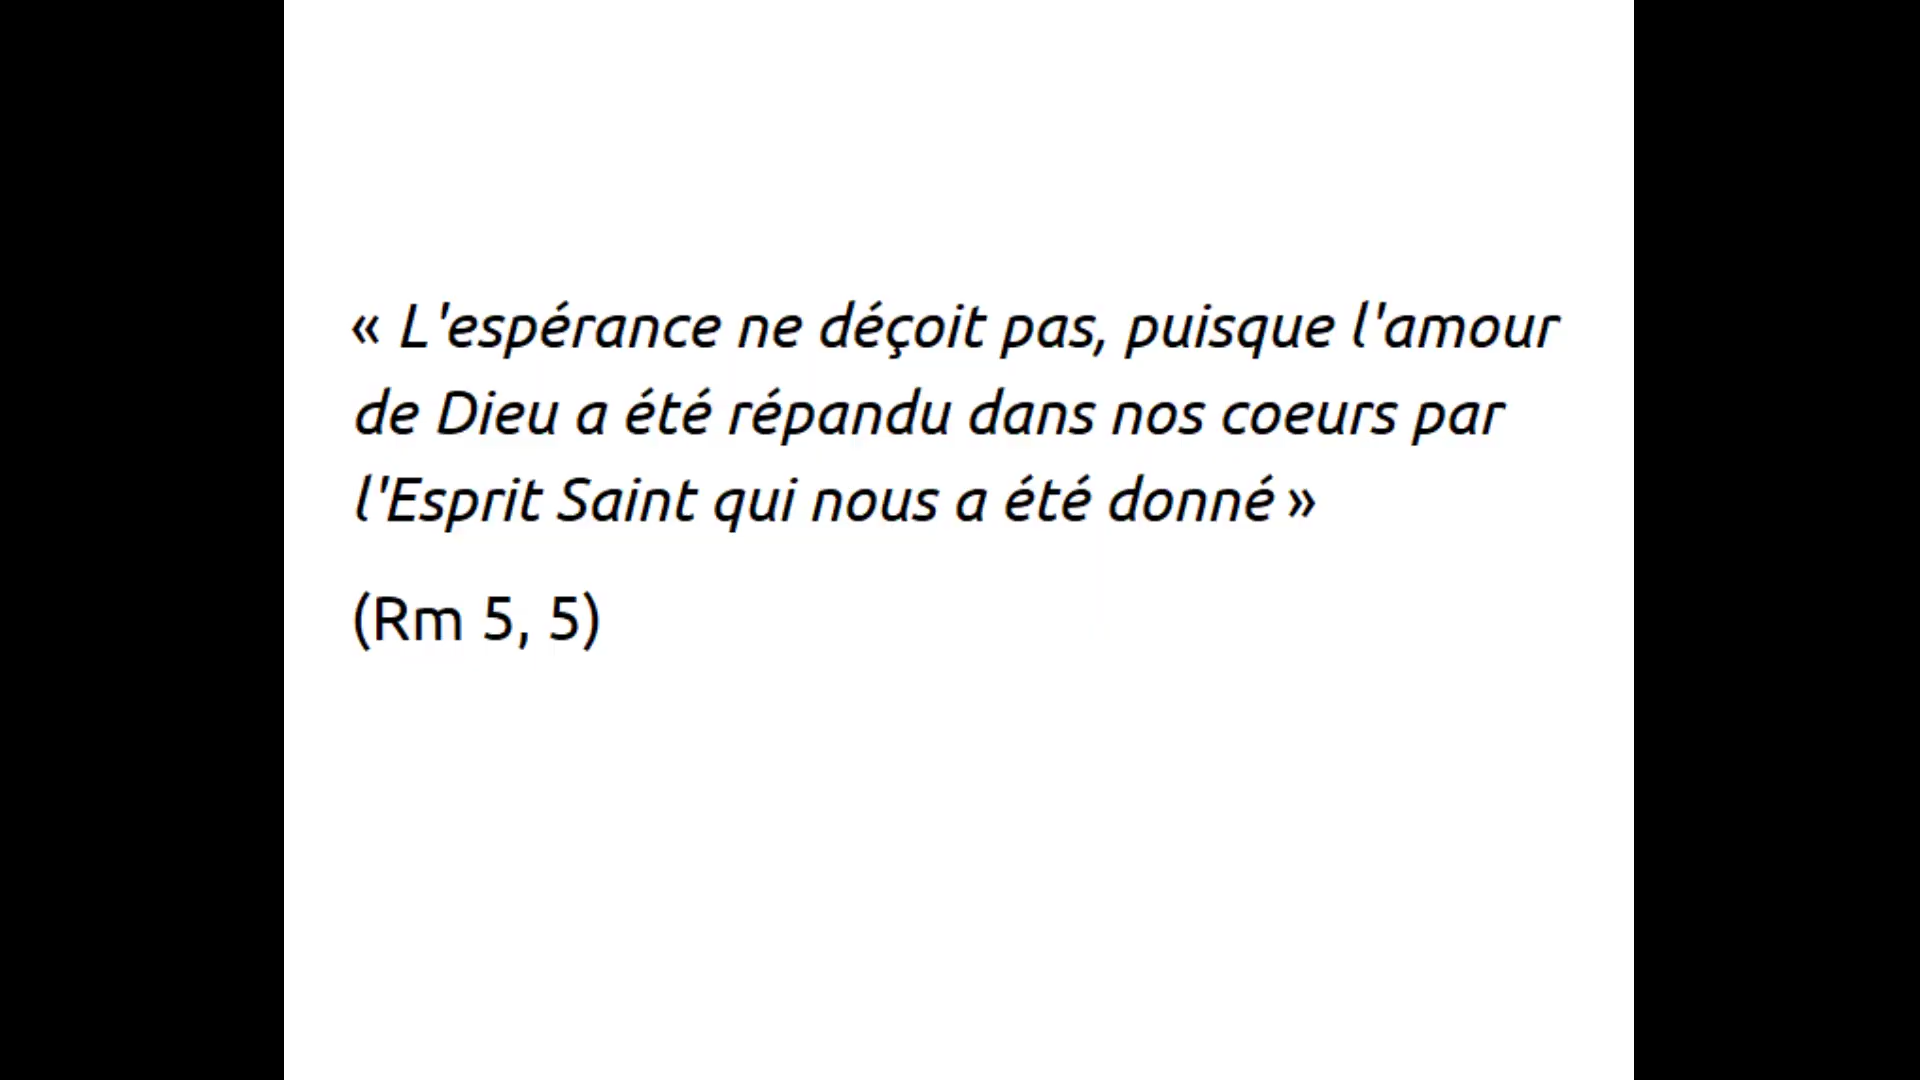 « L'espérance ne déçoit pas, puisque l'amour
de Dieu a été répandu dans nos coeurs par
l'Esprit Saint qui nous a été donné »
(Rm 5, 5)